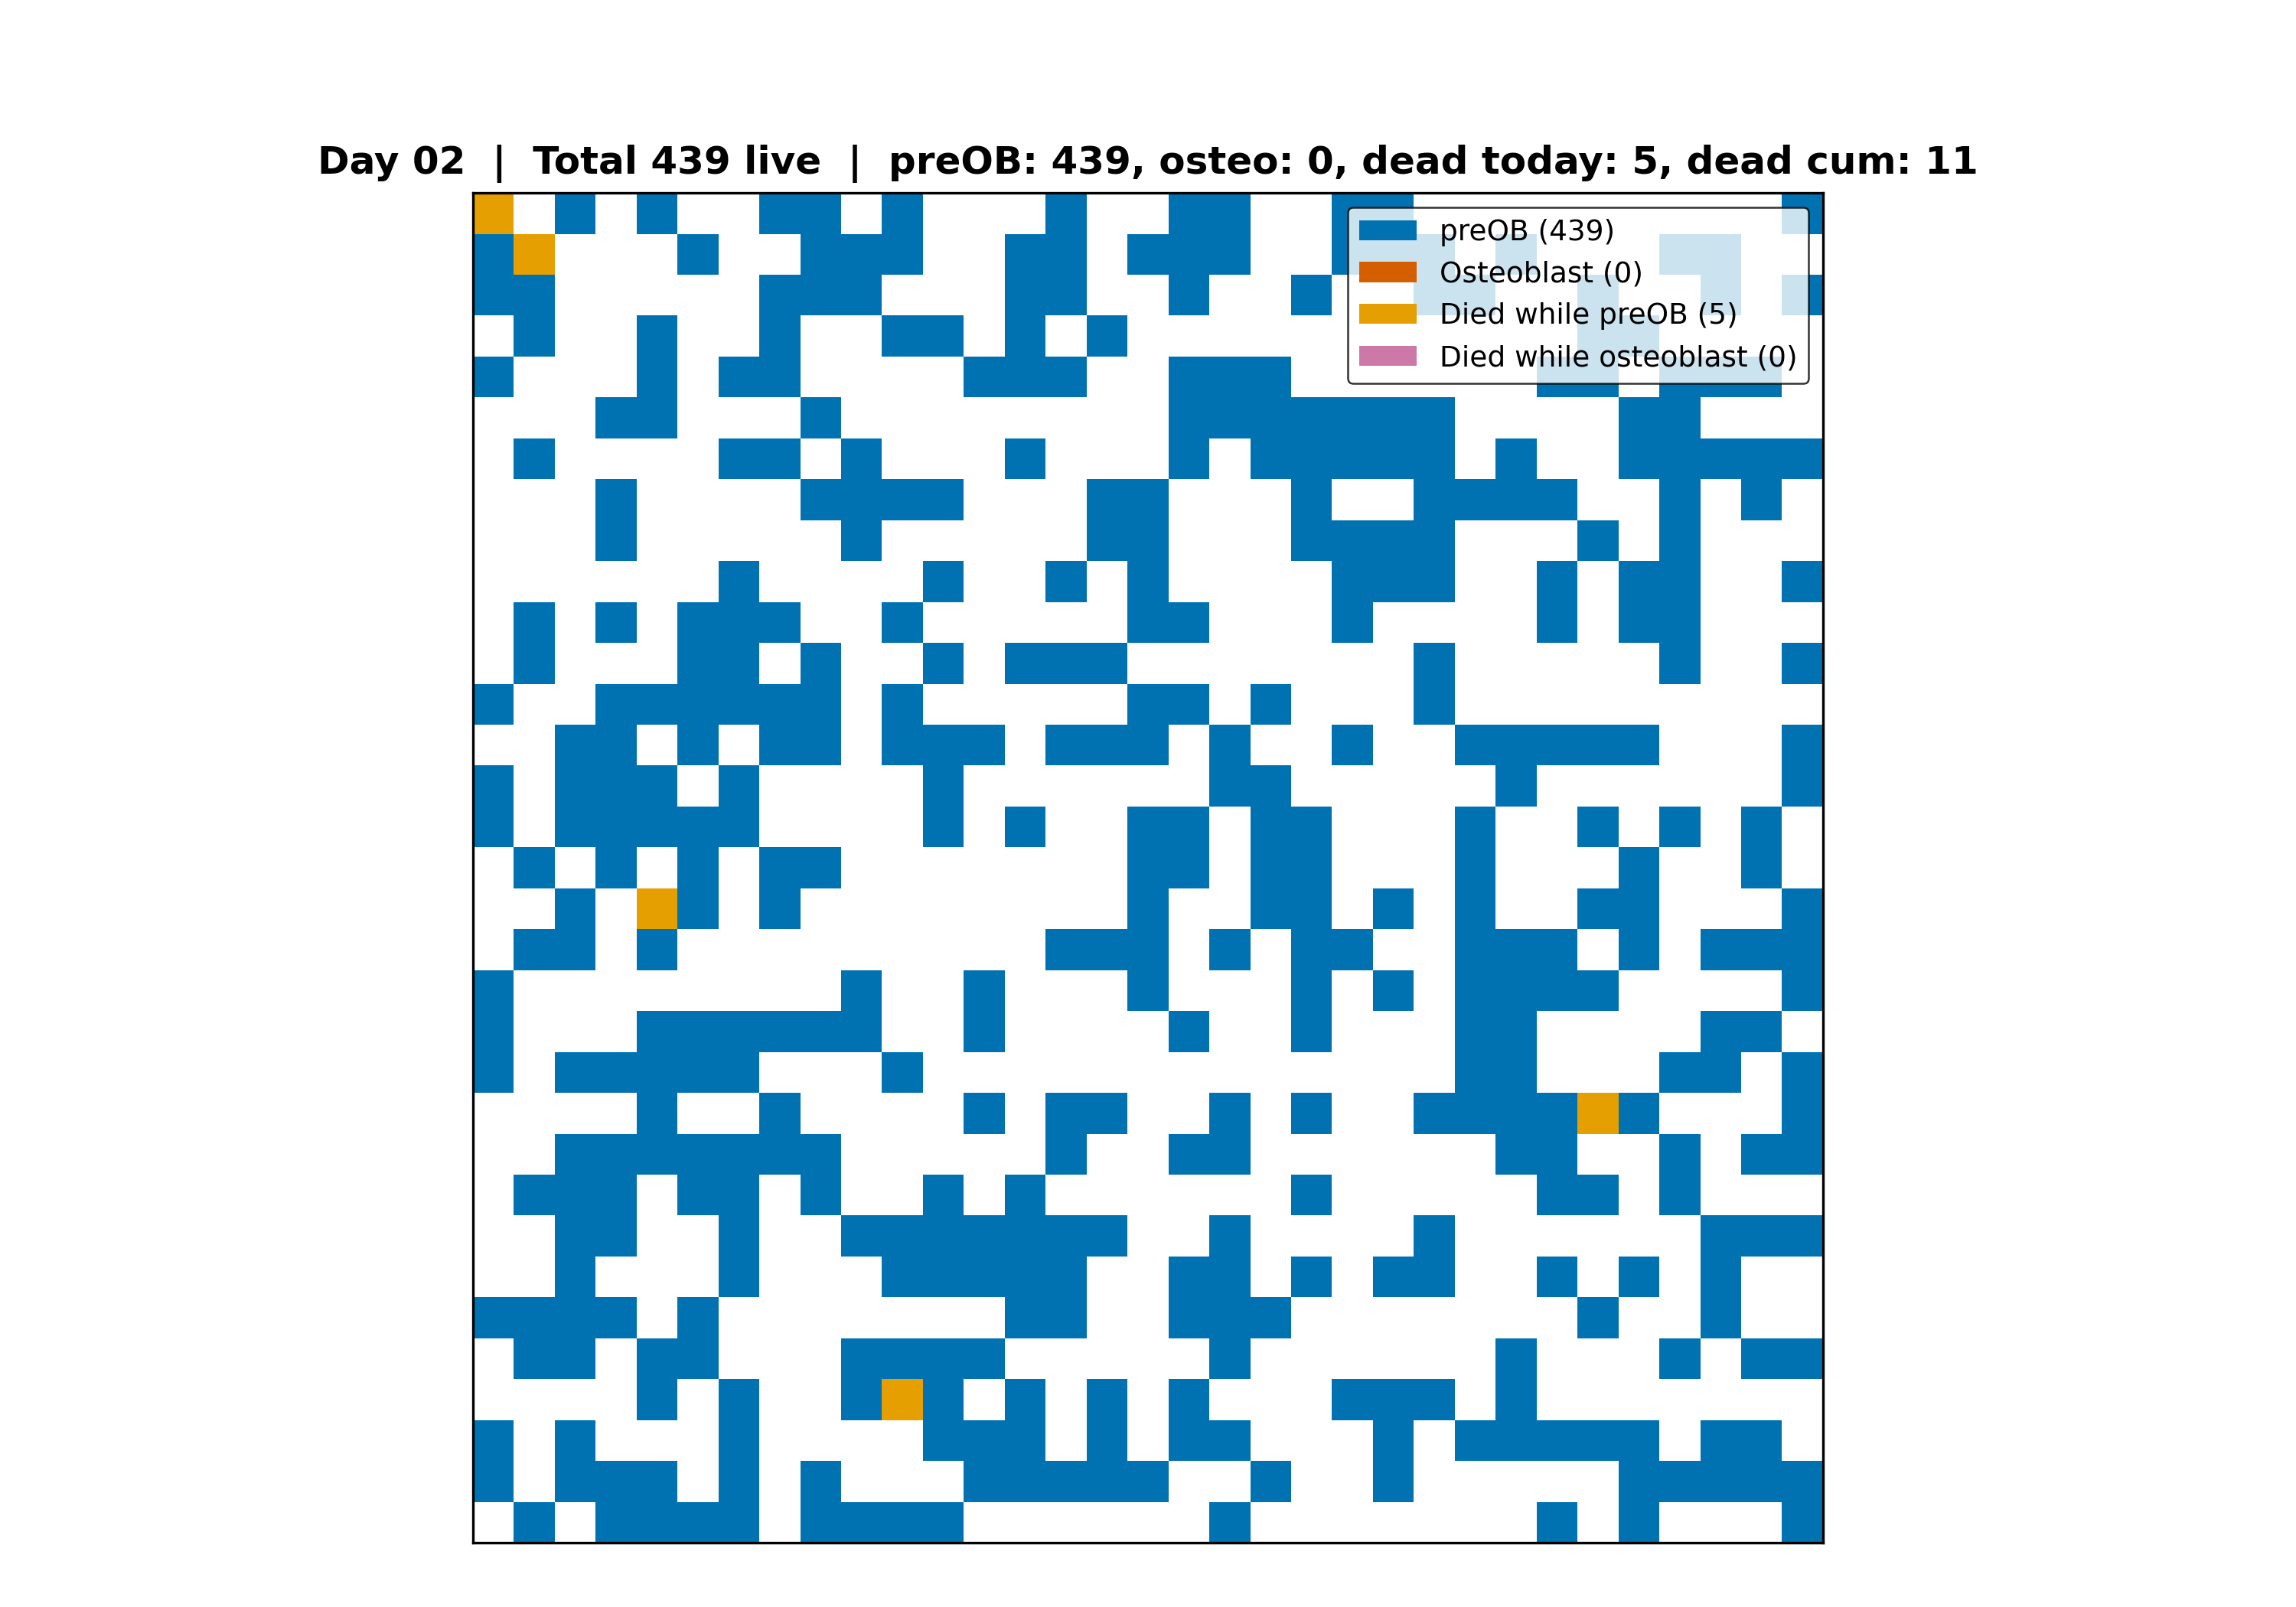 Day 02 | Total 439 live | preOB: 439, osteo: 0, dead today: 5, dead cum: 11
preOB (439)
Osteoblast (0)
Died while preOB (5)
Died while osteoblast (0)